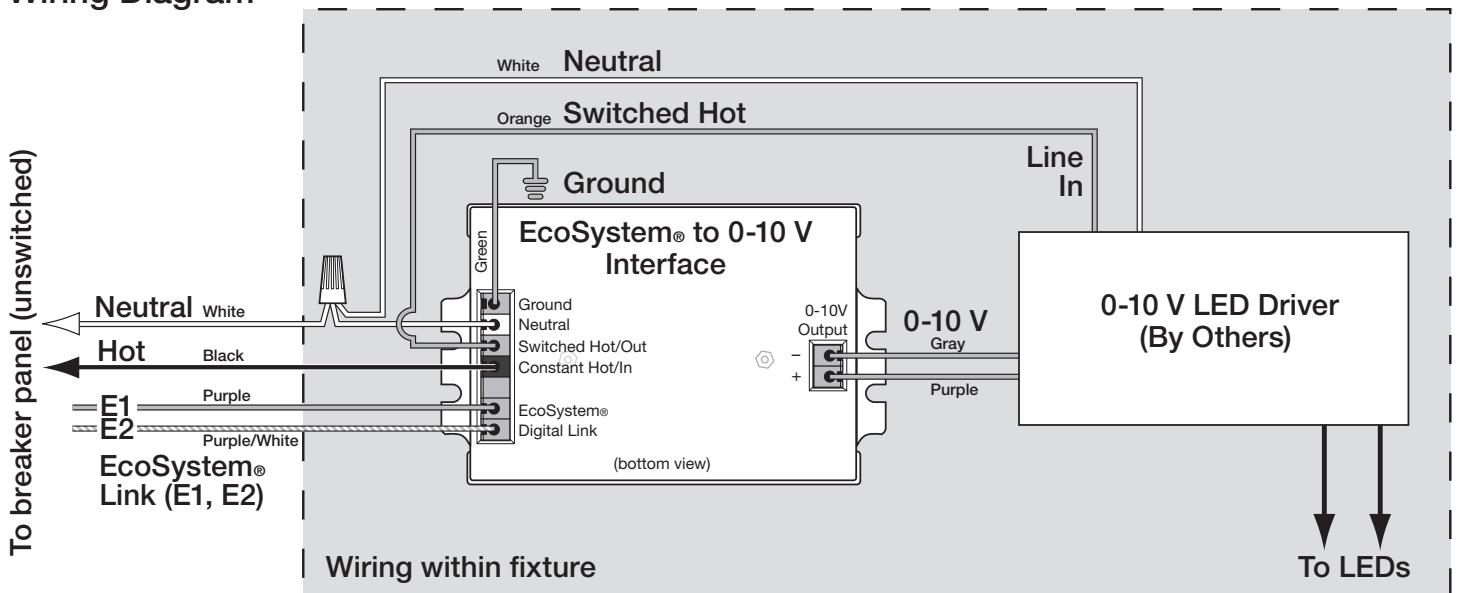 Wiring Diagram
White Neutral
Orange Switched Hot
Line
In
Ground
Green
EcoSystem® to 0-10 V
Interface
To breaker panel (unswitched)
Neutral White
Hot Black
E1 Purple
E2 Purple/White
EcoSystem®
Link (E1, E2)
Ground
Neutral
Switched Hot/Out
Constant Hot/In
EcoSystem®
Digital Link
(bottom view)
0-10V
Output
–
+
0-10 V
Gray
Purple
0-10 V LED Driver
(By Others)
Wiring within fixture
To LEDs